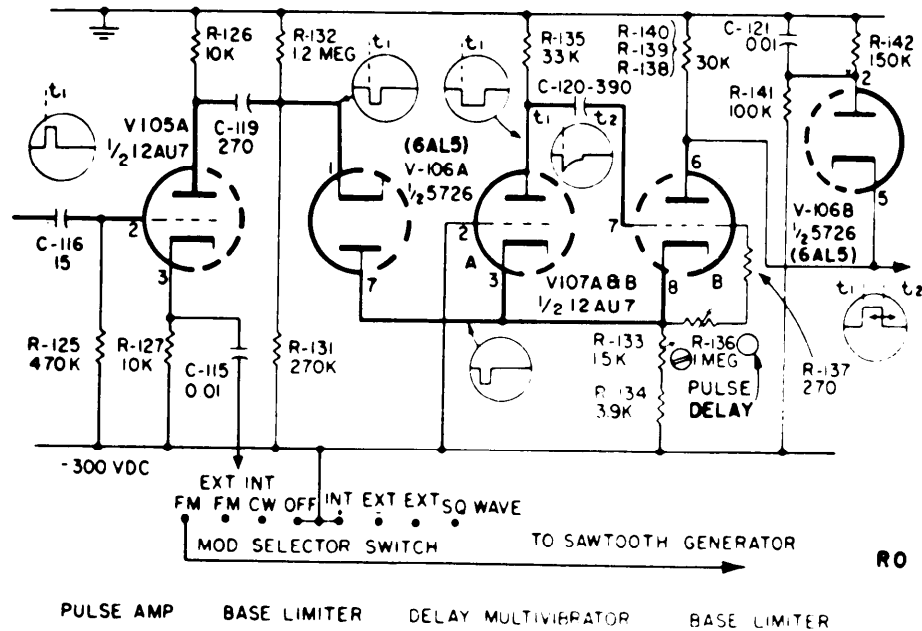 R-126
10K
R-132
1.2 MEG
t1
t1
t1
R-135
33K
R-140
R-139
R-138
30K
C-121
0.01
R-142
150K
R-141
100K
C-120-390
t1
t2
V105A
1/2 12AU7
C-119
270
(6AL5)
V-106A
1/2 5726
1
7
2
A
3
7
6
8
B
2
5
V-106B
1/2 5726
(6AL5)
C-116
15
2
3
V107A&B
1/2 12AU7
t1
t2
R-125
470K
R-127
10K
C-115
0.01
R-131
270K
R-133
15K
R-134
3.9K
R-136
1 MEG
PULSE
DELAY
R-137
270
-300 VDC
EXT INT
FM FM CW OFF INT EXT EXT SQ WAVE
MOD SELECTOR SWITCH
TO SAWTOOTH GENERATOR
RO
PULSE AMP BASE LIMITER DELAY MULTIVIBRATOR BASE LIMITER